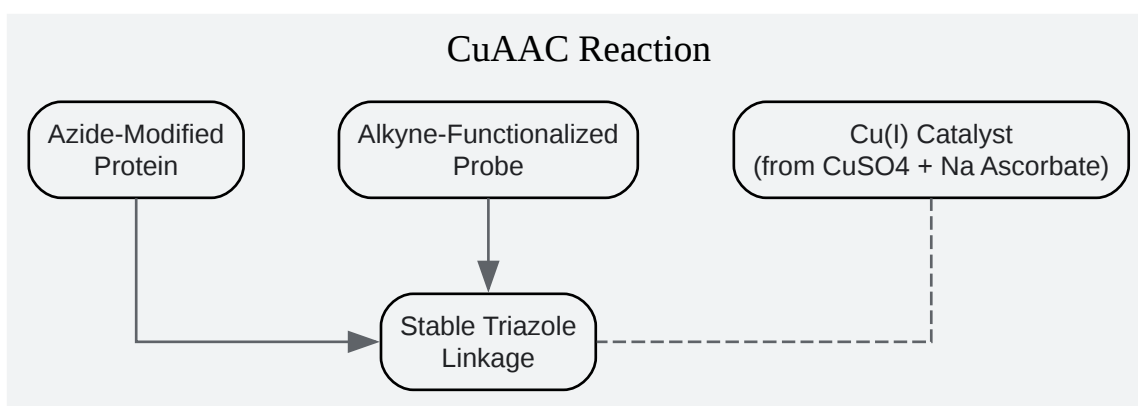 CuAAC Reaction
Azide-Modified
Protein
Alkyne-Functionalized
Probe
Cu(I) Catalyst
(from CuSO4 + Na Ascorbate)
Stable Triazole
Linkage